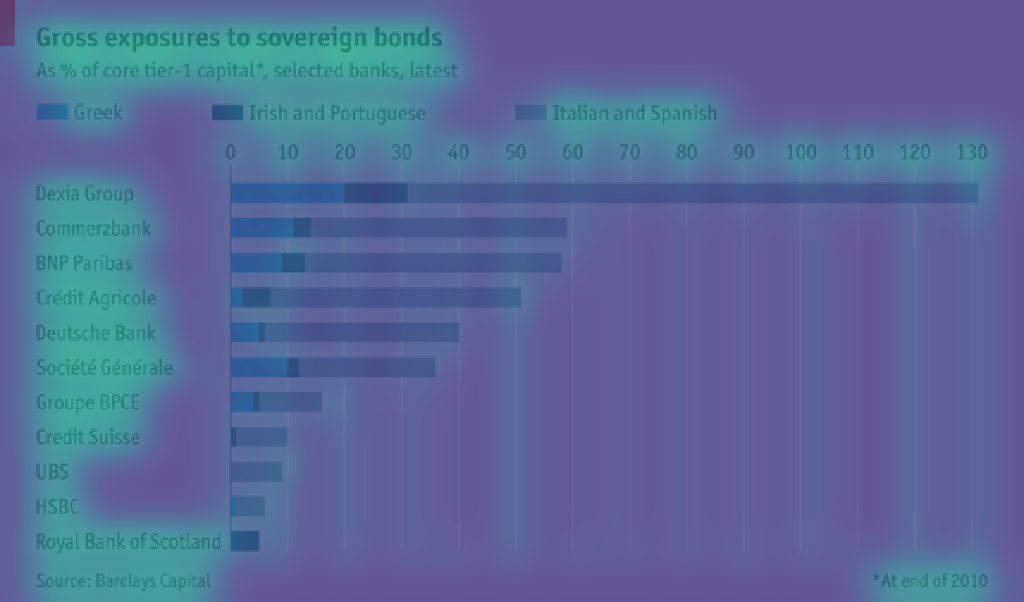 Gross exposures to sovereign bonds
As % of core tier-1 capital*, selected banks, latest
Greek Irish and Portuguese Italian and Spanish
0 10 20 30 40 50 60 70 80 90 100 110 120 130
Dexia Group
Commerzbank
BNP Paribas
Crédit Agricole
Deutsche Bank
Société Générale
Groupe BPCE
Credit Suisse
UBS
HSBC
Royal Bank of Scotland
Source: Barclays Capital *At end of 2010